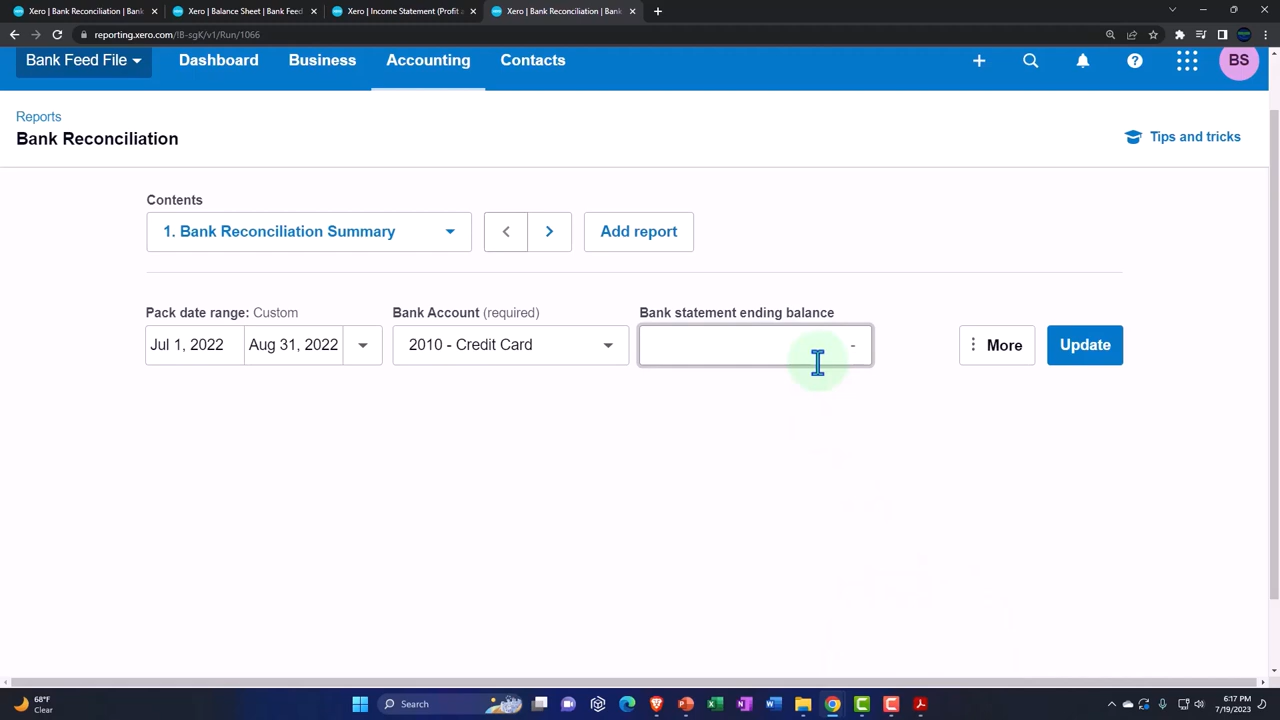 xero Xero | Bank Reconciliation | Bank
xero Xero | Balance Sheet | Bank Feed
xero Xero | Income Statement (Profit a
xero Xero | Bank Reconciliation | Bank
reporting.xero.com/!B-sgK/v1/Run/1066
Bank Feed File
Dashboard
Business
Accounting
Contacts
BS
Reports
Bank Reconciliation
Tips and tricks
Contents
1. Bank Reconciliation Summary
Add report
Pack date range: Custom
Bank Account (required)
Bank statement ending balance
Jul 1, 2022
Aug 31, 2022
2010 - Credit Card
-
More
Update
68°F
Clear
Search
6:17 PM
7/19/2023